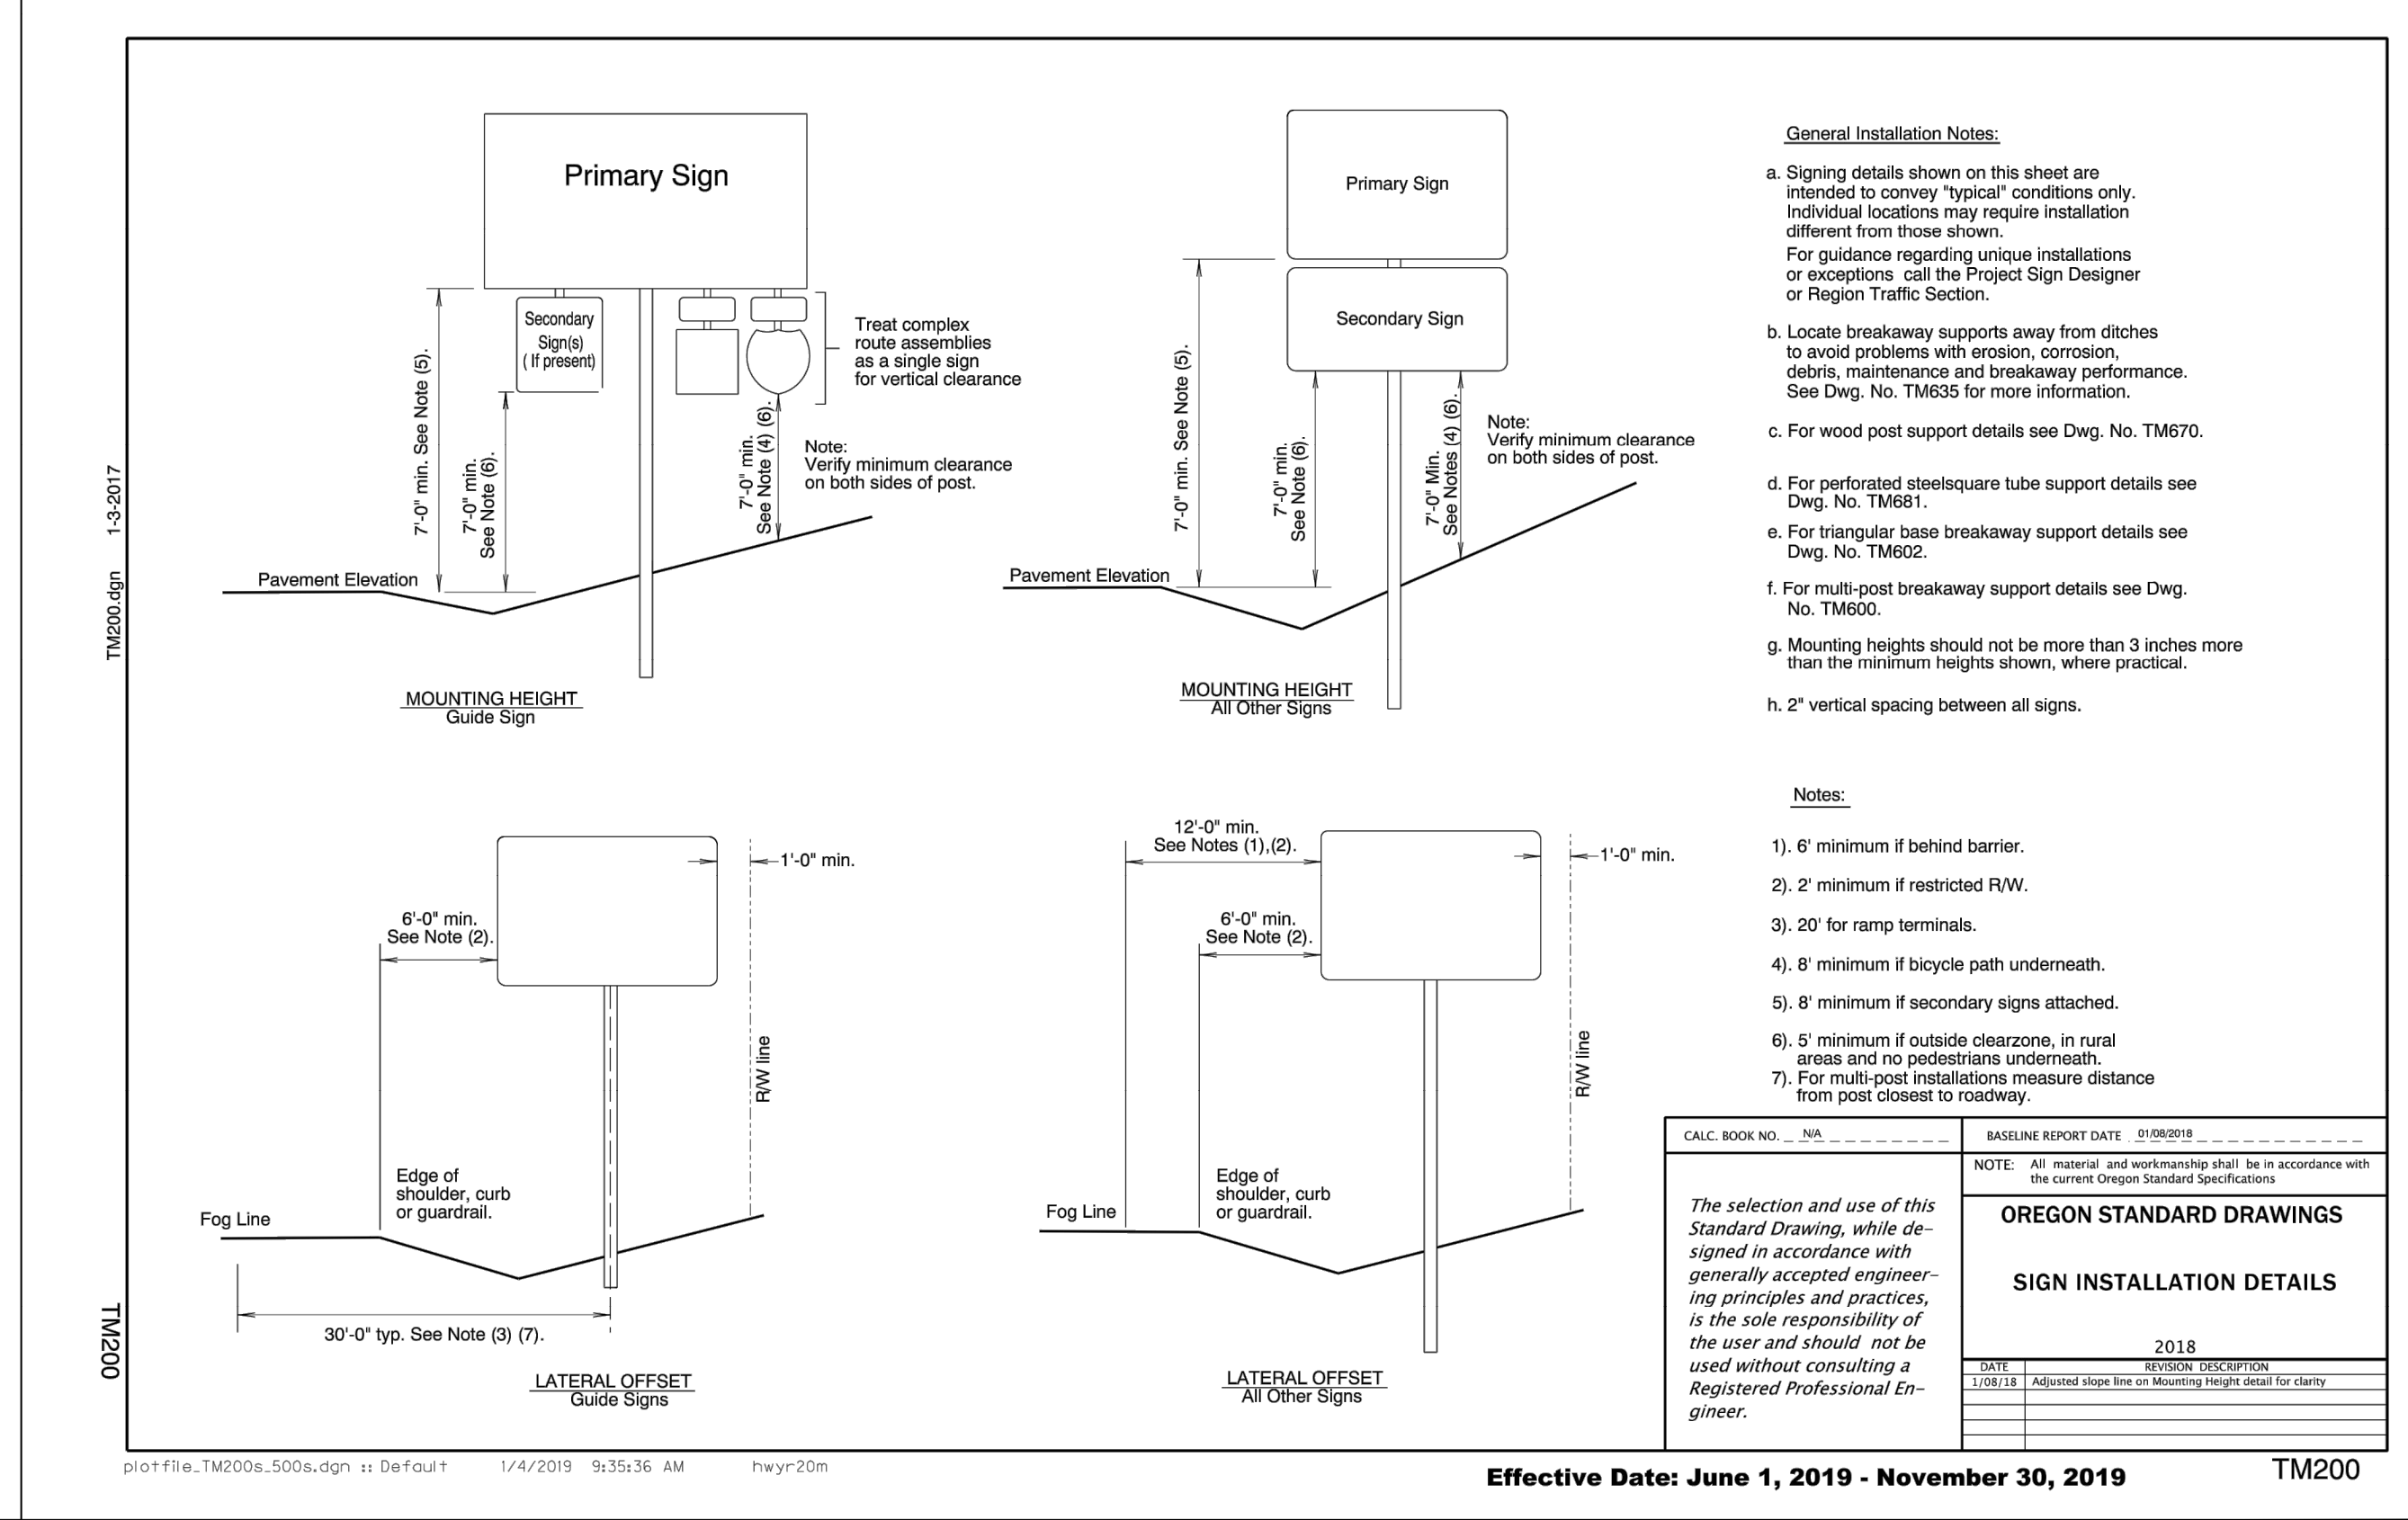 Primary Sign
Secondary
Sign(s)
( If present)
Treat complex
route assemblies
as a single sign
for vertical clearance
7'-0" min. See Note (5).
7'-0" min.
See Note (6).
7'-0" min.
See Note (4) (6).
Note:
Verify minimum clearance
on both sides of post.
Pavement Elevation
MOUNTING HEIGHT
Guide Sign
Primary Sign
Secondary Sign
7'-0" min. See Note (5).
7'-0" min.
See Note (6).
7'-0" Min.
See Notes (4) (6).
Note:
Verify minimum clearance
on both sides of post.
Pavement Elevation
MOUNTING HEIGHT
All Other Signs
General Installation Notes:
a. Signing details shown on this sheet are
intended to convey "typical" conditions only.
Individual locations may require installation
different from those shown.
For guidance regarding unique installations
or exceptions call the Project Sign Designer
or Region Traffic Section.
b. Locate breakaway supports away from ditches
to avoid problems with erosion, corrosion,
debris, maintenance and breakaway performance.
See Dwg. No. TM635 for more information.
c. For wood post support details see Dwg. No. TM670.
d. For perforated steelsquare tube support details see
Dwg. No. TM681.
e. For triangular base breakaway support details see
Dwg. No. TM602.
f. For multi-post breakaway support details see Dwg.
No. TM600.
g. Mounting heights should not be more than 3 inches more
than the minimum heights shown, where practical.
h. 2" vertical spacing between all signs.
1'-0" min.
6'-0" min.
See Note (2).
R/W line
Edge of
shoulder, curb
or guardrail.
Fog Line
30'-0" typ. See Note (3) (7).
LATERAL OFFSET
Guide Signs
12'-0" min.
See Notes (1),(2).
1'-0" min.
6'-0" min.
See Note (2).
R/W line
Edge of
shoulder, curb
or guardrail.
Fog Line
LATERAL OFFSET
All Other Signs
Notes:
1). 6' minimum if behind barrier.
2). 2' minimum if restricted R/W.
3). 20' for ramp terminals.
4). 8' minimum if bicycle path underneath.
5). 8' minimum if secondary signs attached.
6). 5' minimum if outside clearzone, in rural
areas and no pedestrians underneath.
7). For multi-post installations measure distance
from post closest to roadway.
CALC. BOOK NO. N/A
BASELINE REPORT DATE 01/08/2018
NOTE: All material and workmanship shall be in accordance with
the current Oregon Standard Specifications
The selection and use of this
Standard Drawing, while de-
signed in accordance with
generally accepted engineer-
ing principles and practices,
is the sole responsibility of
the user and should not be
used without consulting a
Registered Professional En-
gineer.
OREGON STANDARD DRAWINGS
SIGN INSTALLATION DETAILS
2018
DATE REVISION DESCRIPTION
1/08/18 Adjusted slope line on Mounting Height detail for clarity
TM200.dgn 1-3-2017
TM200
plotfile_TM200s_500s.dgn :: Default 1/4/2019 9:35:36 AM hwyr20m
Effective Date: June 1, 2019 - November 30, 2019
TM200